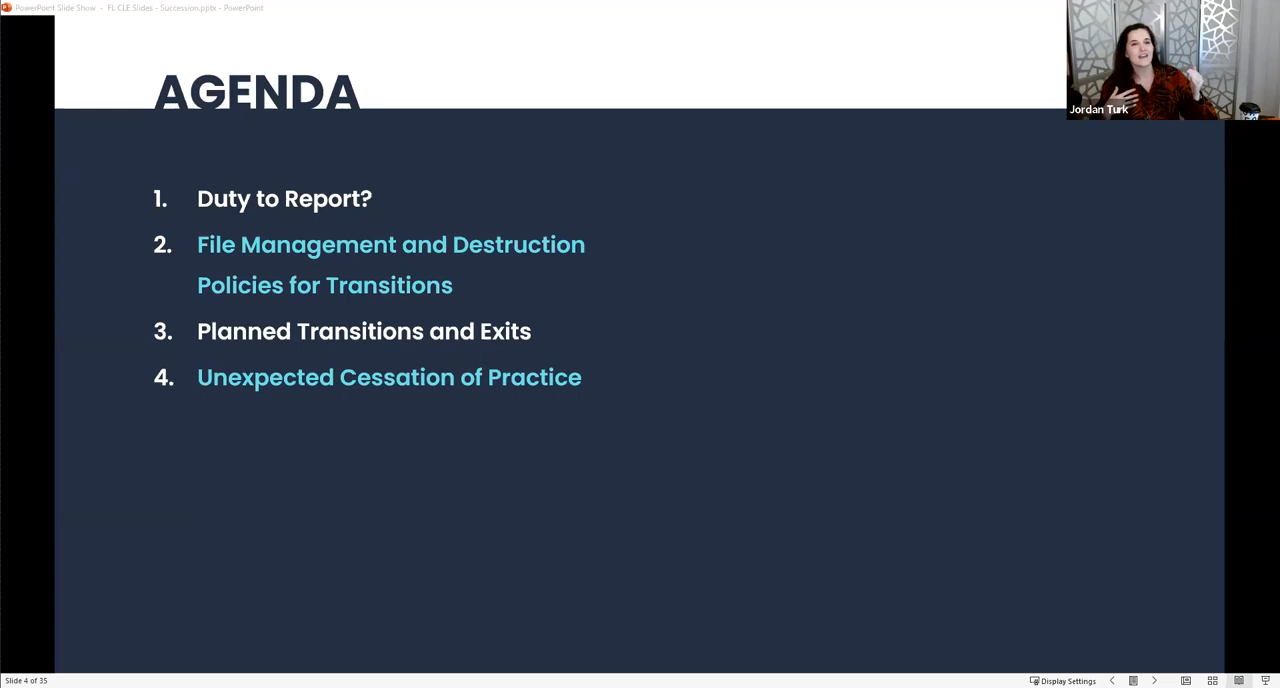 PowerPoint Slide Show - FL CLE Slides - Succession.pptx - PowerPoint
AGENDA
Jordan Turk
1. Duty to Report?
2. File Management and Destruction
Policies for Transitions
3. Planned Transitions and Exits
4. Unexpected Cessation of Practice
Slide 4 of 35
Display Settings